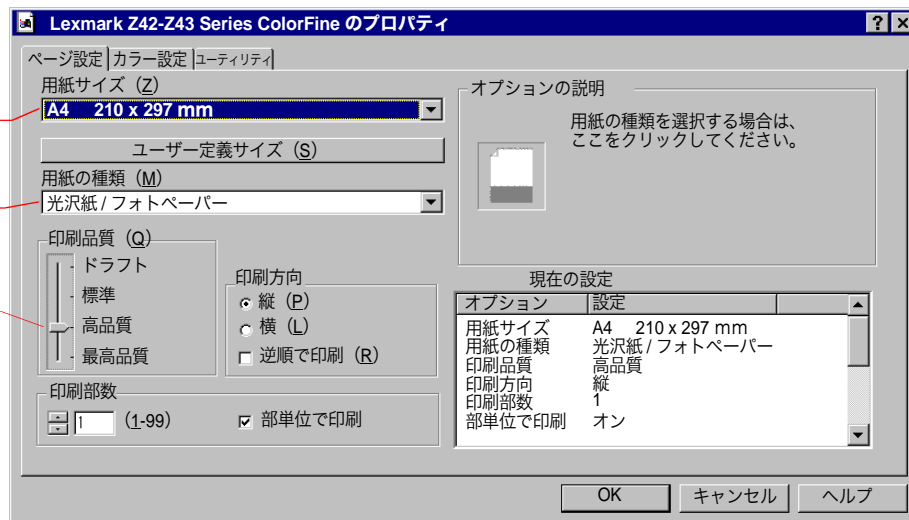 Lexmark Z42-Z43 Series ColorFine のプロパティ
ページ設定 カラー設定 ユーティリティ
用紙サイズ（Z）
A4 210 x 297 mm
ユーザー定義サイズ（S）
用紙の種類（M）
光沢紙 / フォトペーパー
印刷品質（Q）
ドラフト
標準
高品質
最高品質
印刷方向
縦（P）
横（L）
逆順で印刷（R）
印刷部数
1 （1-99）
部単位で印刷
オプションの説明
用紙の種類を選択する場合は、
ここをクリックしてください。
現在の設定
オプション 設定
用紙サイズ A4 210 x 297 mm
用紙の種類 光沢紙 / フォトペーパー
印刷品質 高品質
印刷方向 縦
印刷部数 1
部単位で印刷 オン
OK キャンセル ヘルプ